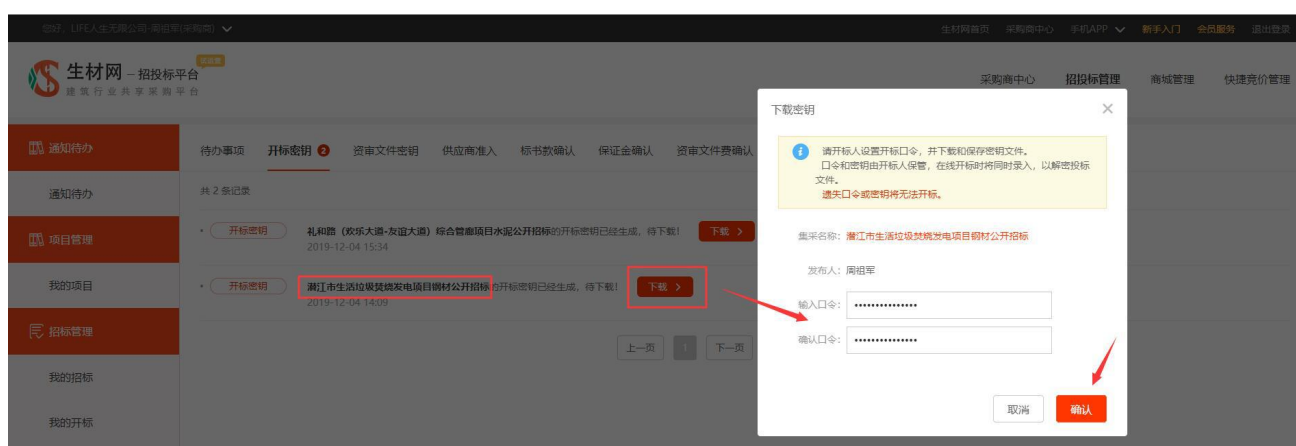 您好，LIFE人生无限公司-周祖军(采购商)
生材网首页 采购商中心 手机APP 新手入门 会员服务 退出登录
生材网 – 招投标平台
建筑行业共享采购平台
采购商中心 招投标管理 商城管理 快捷竞价管理
通知待办
通知待办
项目管理
我的项目
招标管理
我的招标
我的开标
待办事项 开标密钥 2 资审文件密钥 供应商准入 标书款确认 保证金确认 资审文件费确认
共 2 条记录
开标密钥 礼和路（欢乐大道-友谊大道）综合管廊项目水泥公开招标的开标密钥已经生成，待下载！ 下载 >
2019-12-04 15:34
开标密钥 潜江市生活垃圾焚烧发电项目钢材公开招标的开标密钥已经生成，待下载！ 下载 >
2019-12-04 14:09
上一页 1 下一页
下载密钥
请开标人设置开标口令，并下载和保存密钥文件。
口令和密钥由开标人保管，在线开标时将同时录入，以解密投标
文件。
遗失口令或密钥将无法开标。
集采名称：潜江市生活垃圾焚烧发电项目钢材公开招标
发布人：周祖军
输入口令：•••••••••••••••
确认口令：•••••••••••••••
取消 确认